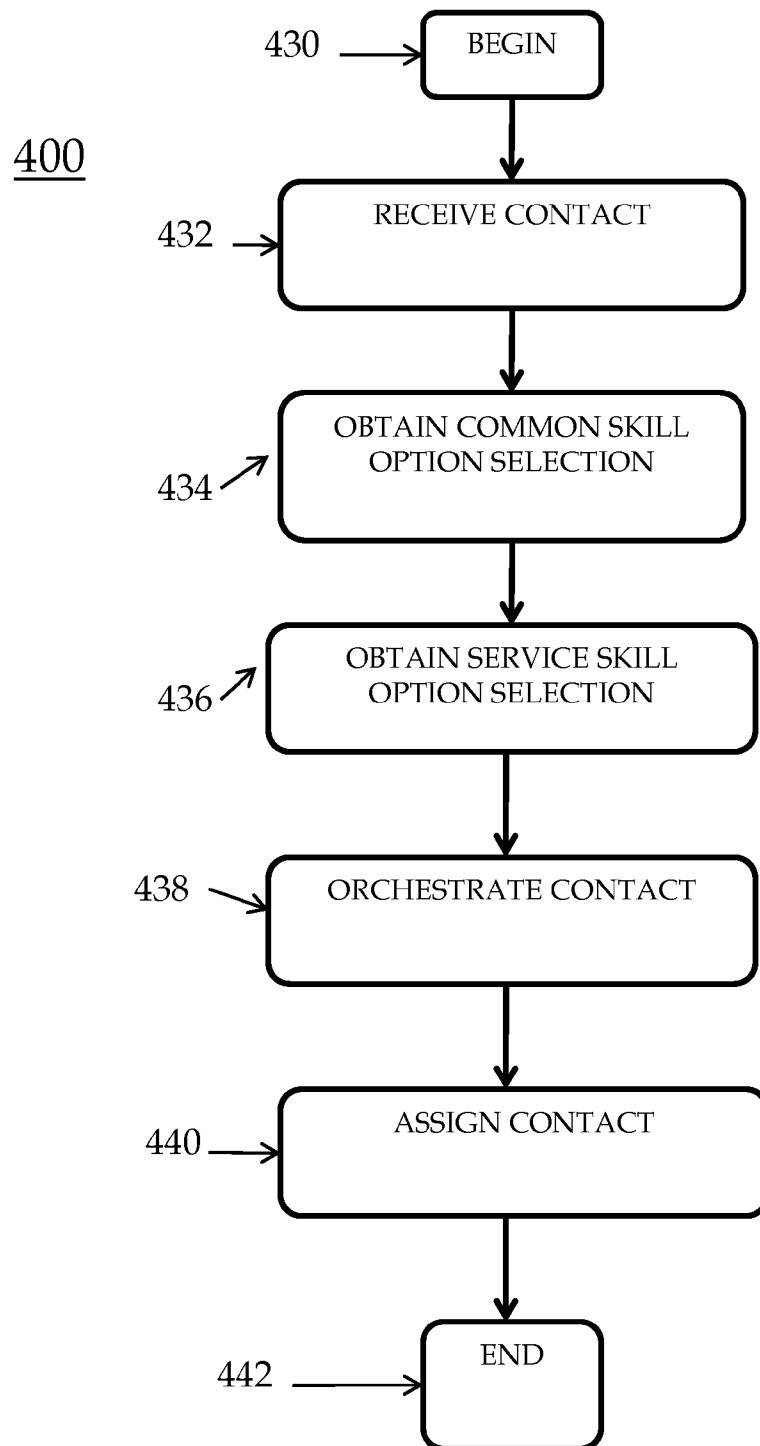 430
BEGIN
400
432
RECEIVE CONTACT
434
OBTAIN COMMON SKILL
OPTION SELECTION
436
OBTAIN SERVICE SKILL
OPTION SELECTION
438
ORCHESTRATE CONTACT
440
ASSIGN CONTACT
442
END